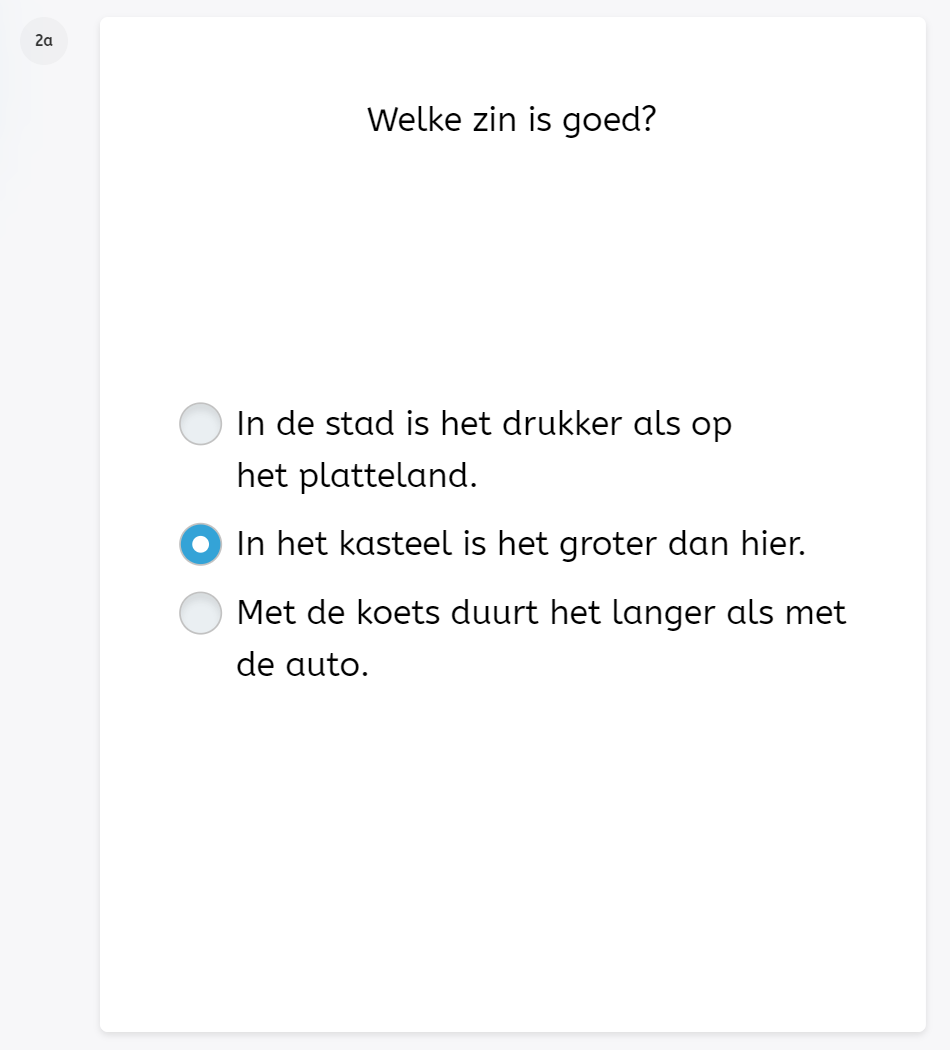 2a
Welke zin is goed?
In de stad is het drukker als op
het platteland.
In het kasteel is het groter dan hier.
Met de koets duurt het langer als met
de auto.